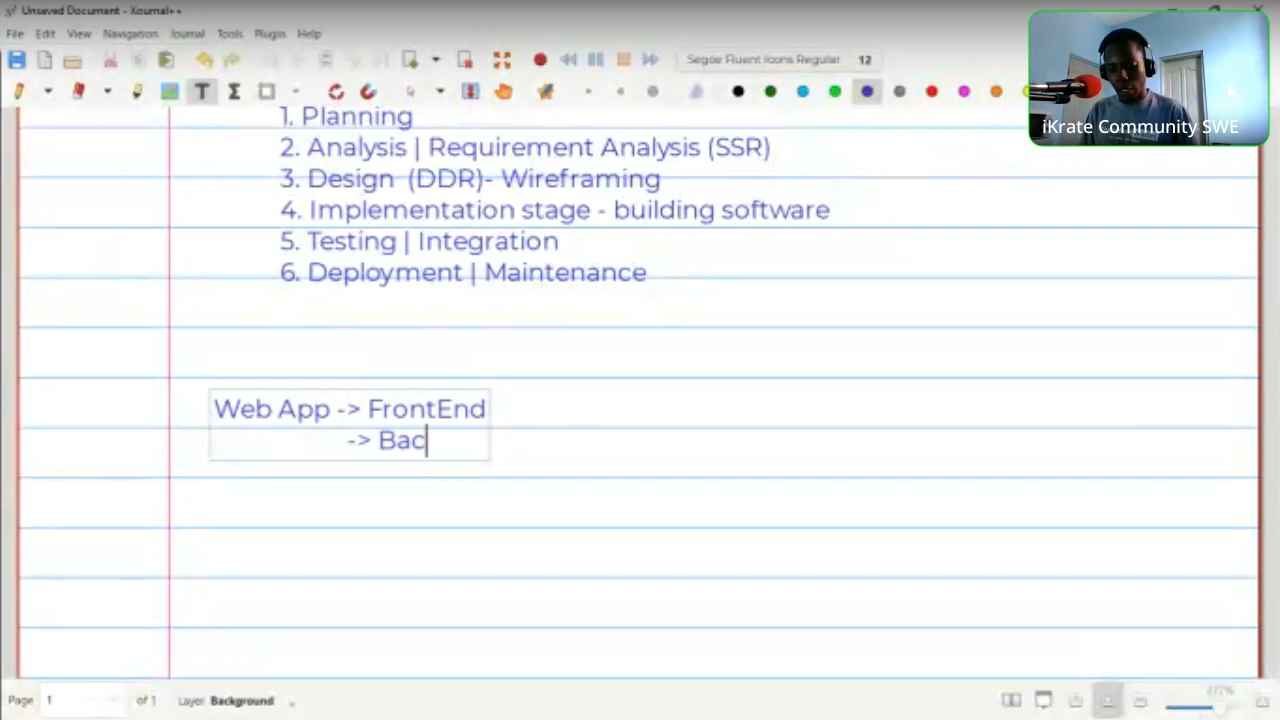 Unsaved Document - Xournal++
File Edit View Navigation Journal Tools Plugin Help
Segoe Fluent Icons Regular 12
iKrate Community SWE
1. Planning
2. Analysis | Requirement Analysis (SSR)
3. Design (DDR)- Wireframing
4. Implementation stage - building software
5. Testing | Integration
6. Deployment | Maintenance
Web App -> FrontEnd
-> Bac
Page 1 of 1 Layer Background